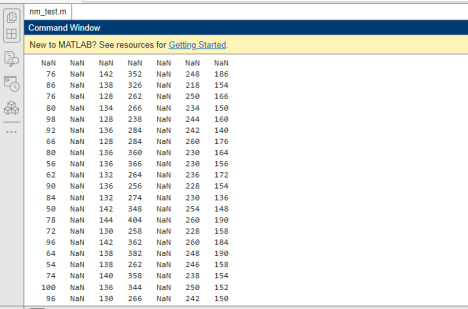 nm_test.m
Command Window
New to MATLAB? See resources for Getting Started.
NaN NaN NaN NaN NaN NaN NaN
76 NaN 142 352 NaN 248 186
86 NaN 138 326 NaN 218 154
76 NaN 128 262 NaN 250 166
80 NaN 134 266 NaN 234 150
98 NaN 128 238 NaN 244 160
92 NaN 136 284 NaN 242 140
66 NaN 128 284 NaN 260 176
80 NaN 136 360 NaN 230 164
56 NaN 136 366 NaN 230 156
62 NaN 132 264 NaN 236 172
90 NaN 136 256 NaN 228 154
84 NaN 132 274 NaN 230 136
50 NaN 142 348 NaN 254 148
78 NaN 144 404 NaN 260 190
72 NaN 130 258 NaN 228 158
96 NaN 142 362 NaN 260 184
64 NaN 138 382 NaN 248 190
54 NaN 138 262 NaN 246 158
74 NaN 140 358 NaN 238 154
100 NaN 136 344 NaN 250 152
96 NaN 130 266 NaN 242 150